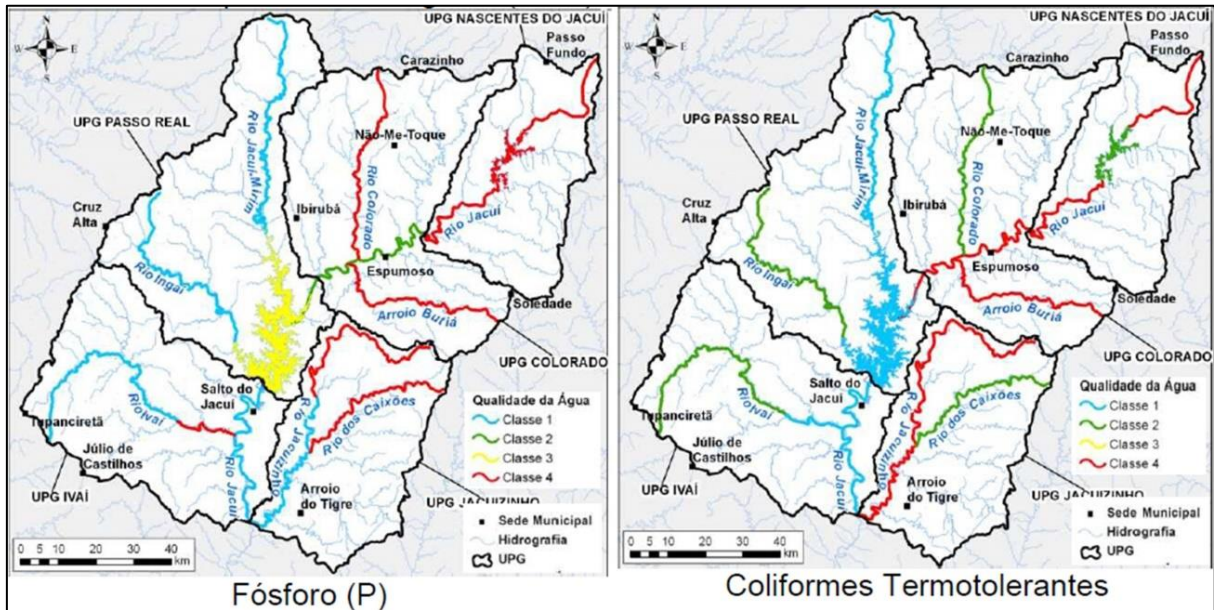 UPG NASCENTES DO JACUÍ
Passo
Fundo
Carazinho
N
W
E
S
UPG PASSO REAL
Não-Me-Toque
Rio Jacuí-Mirim
Rio Colorado
Ibirubá
Cruz
Alta
Rio Jacuí
Espumoso
Rio Ingaí
Soledade
Arroio Buriá
UPG COLORADO
Salto do
Jacuí
Rio Ivaí
Rio dos Caixões
Rio Jacuizinho
Júlio de
Castilhos
Rio Jacuí
Arroio
do Tigre
UPG IVAÍ
UPG JACUIZINHO
Qualidade da Água
Classe 1
Classe 2
Classe 3
Classe 4
Sede Municipal
Hidrografia
UPG
0 5 10 20 30 40
km
Fósforo (P)
UPG NASCENTES DO JACUÍ
Passo
Fundo
Carazinho
N
W
E
S
UPG PASSO REAL
Não-Me-Toque
Rio Jacuí-Mirim
Rio Colorado
Ibirubá
Cruz
Alta
Rio Jacuí
Espumoso
Rio Ingaí
Soledade
Arroio Buriá
UPG COLORADO
Salto do
Jacuí
Rio Ivaí
Rio dos Caixões
Rio Jacuizinho
Júlio de
Castilhos
Rio Jacuí
Arroio
do Tigre
UPG IVAÍ
UPG JACUIZINHO
Qualidade da Água
Classe 1
Classe 2
Classe 3
Classe 4
Sede Municipal
Hidrografia
UPG
0 5 10 20 30 40
km
Coliformes Termotolerantes